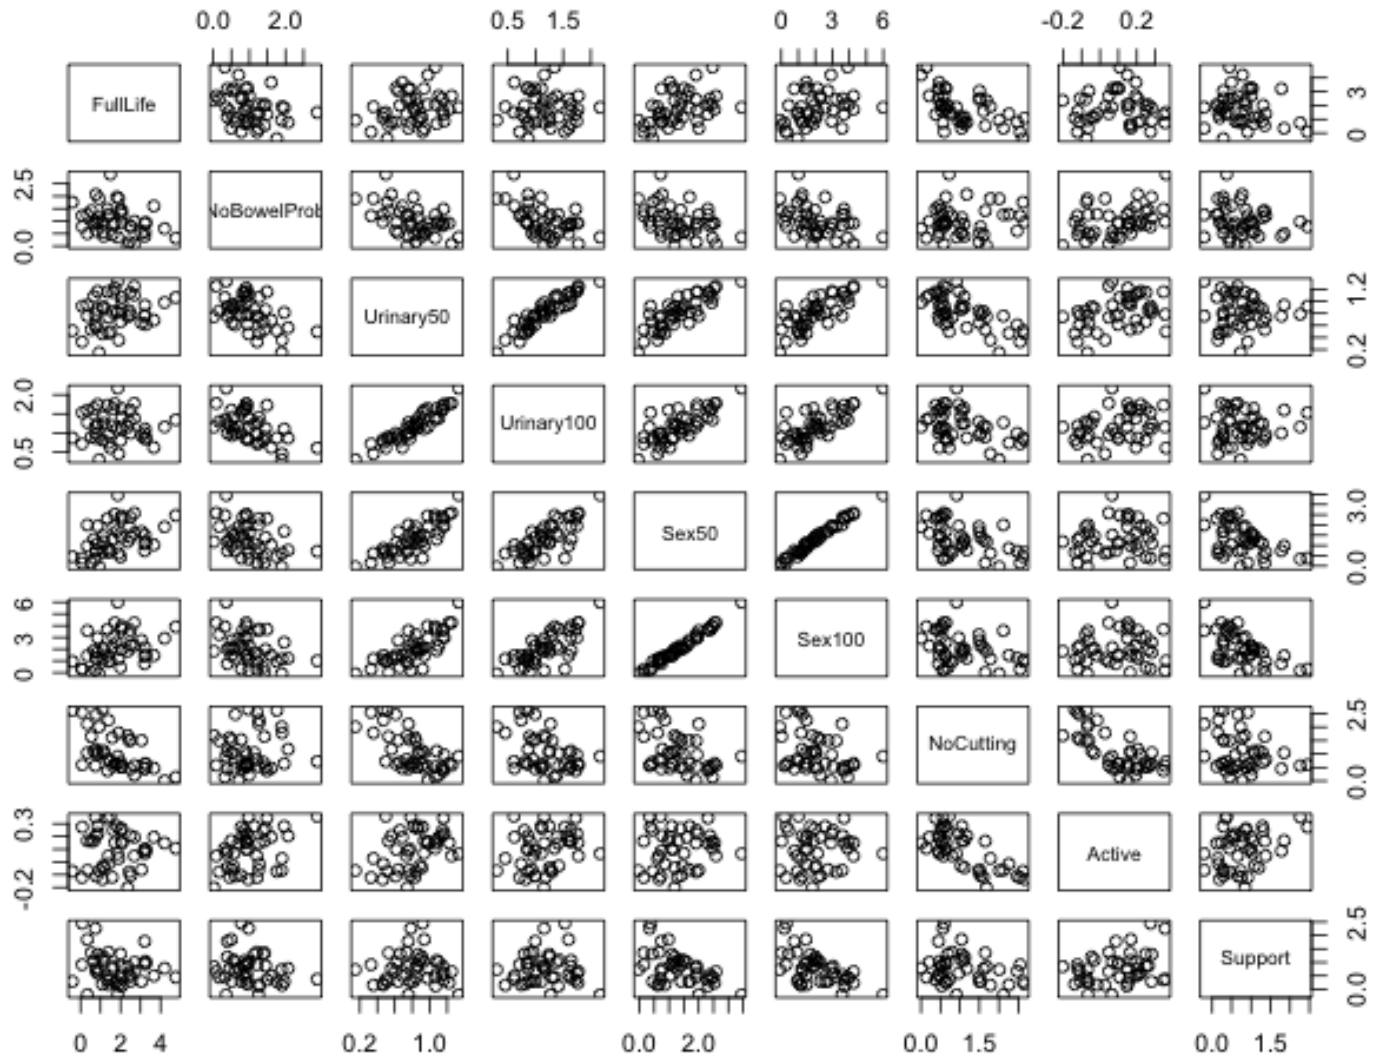 0.0 2.0 0.5 1.5 0 3 6 -0.2 0.2
FullLife 0 3
0.0 2.5 NoBowelProb
Urinary50 0.2 1.2
0.5 2.0 Urinary100
Sex50 0.0 3.0
0 3 6 Sex100
NoCutting 0.0 2.5
-0.2 0.3 Active
Support 0.0 2.5
0 2 4 0.2 1.0 0.0 2.0 0.0 1.5 0.0 1.5